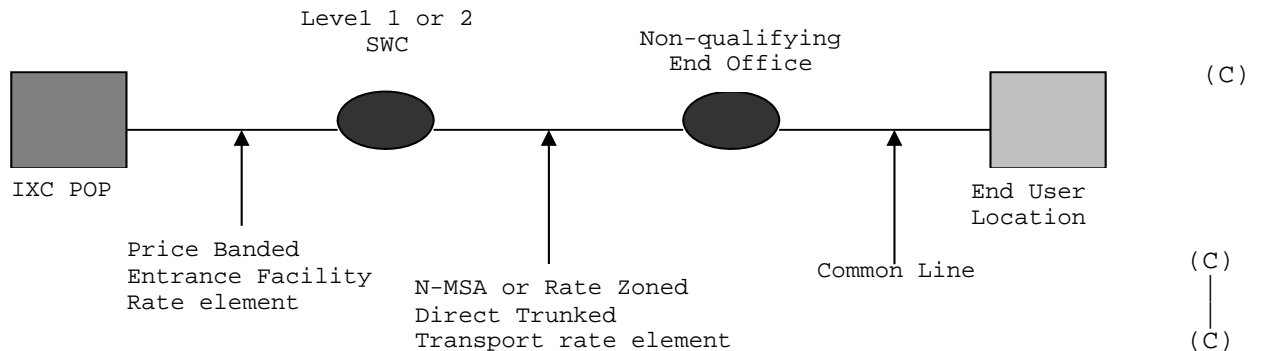 Level 1 or 2
SWC
Non-qualifying
End Office
(C)
IXC POP
End User
Location
Price Banded
Entrance Facility
Rate element
N-MSA or Rate Zoned
Direct Trunked
Transport rate element
Common Line
(C)
(C)